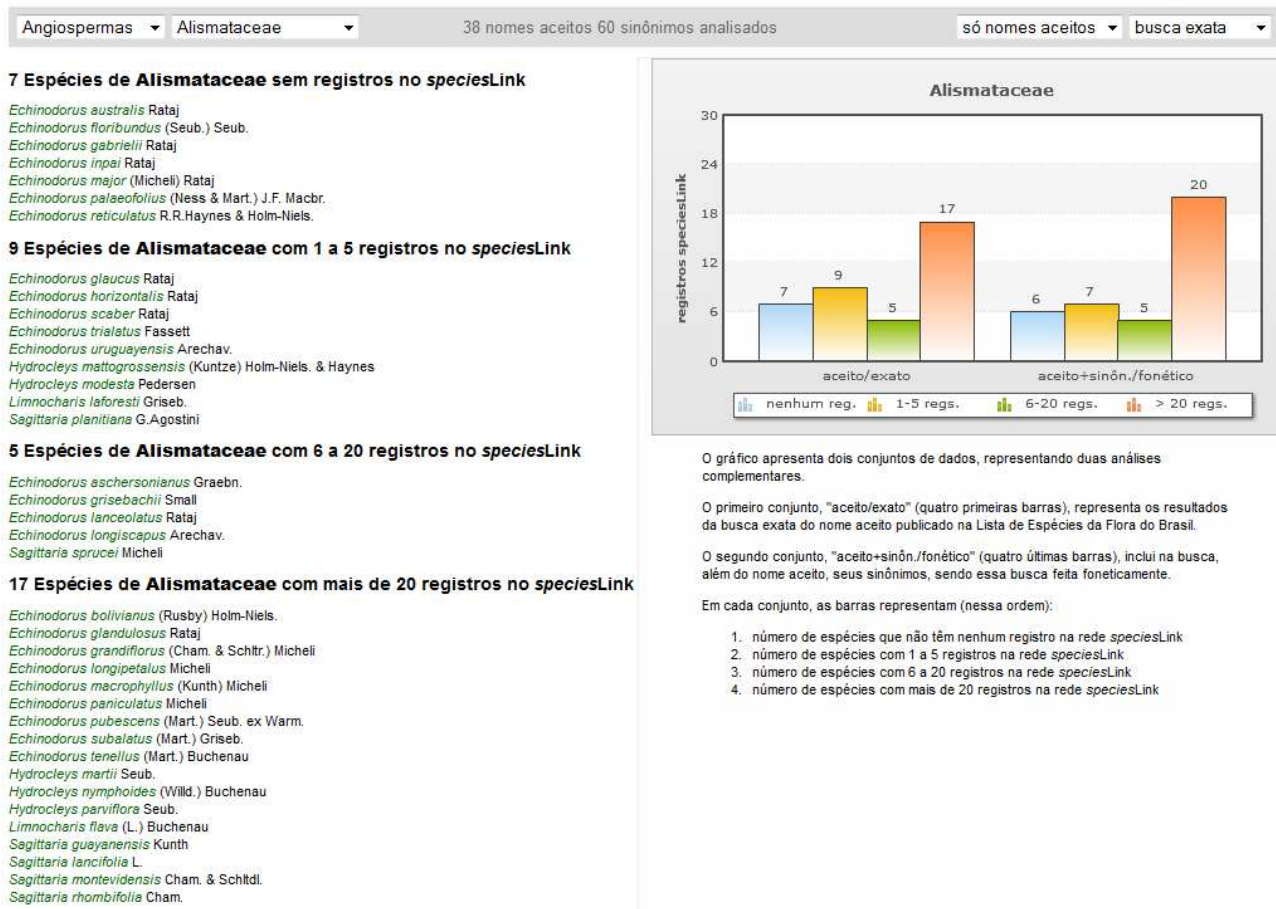 Angiospermas Alismataceae 38 nomes aceitos 60 sinônimos analisados só nomes aceitos busca exata
7 Espécies de Alismataceae sem registros no speciesLink
Echinodorus australis Rataj
Echinodorus floribundus (Seub.) Seub.
Echinodorus gabrielii Rataj
Echinodorus inpai Rataj
Echinodorus major (Micheli) Rataj
Echinodorus palaefolius (Ness & Mart.) J.F. Macbr.
Echinodorus reticulatus R.R.Haynes & Holm-Niels.
9 Espécies de Alismataceae com 1 a 5 registros no speciesLink
Echinodorus glaucus Rataj
Echinodorus horizontalis Rataj
Echinodorus scaber Rataj
Echinodorus trialatus Fassett
Echinodorus uruguayensis Arechav.
Hydrocleys mattogrossensis (Kuntze) Holm-Niels. & Haynes
Hydrocleys modesta Pedersen
Limnocharis laforesti Griseb.
Sagittaria planitiana G.Agostini
5 Espécies de Alismataceae com 6 a 20 registros no speciesLink
Echinodorus aschersonianus Graebn.
Echinodorus grisebachii Small
Echinodorus lanceolatus Rataj
Echinodorus longiscapus Arechav.
Sagittaria sprucei Micheli
17 Espécies de Alismataceae com mais de 20 registros no speciesLink
Echinodorus bolivianus (Rusby) Holm-Niels.
Echinodorus glandulosus Rataj
Echinodorus grandiflorus (Cham. & Schltr.) Micheli
Echinodorus longipetalus Micheli
Echinodorus macrophyllus (Kunth) Micheli
Echinodorus paniculatus Micheli
Echinodorus pubescens (Mart.) Seub. ex Warm.
Echinodorus subalatus (Mart.) Griseb.
Echinodorus tenellus (Mart.) Buchenau
Hydrocleys martii Seub.
Hydrocleys nymphoides (Willd.) Buchenau
Hydrocleys parviflora Seub.
Limnocharis flava (L.) Buchenau
Sagittaria guayanensis Kunth
Sagittaria lancifolia L.
Sagittaria montevidensis Cham. & Schltdl.
Sagittaria rhombifolia Cham.
Alismataceae
registros speciesLink
30
24
18
12
6
0
7 9 5 17 6 7 5 20
aceito/exato aceito+sinôn./fonético
nenhum reg. 1-5 regs. 6-20 regs. > 20 regs.
O gráfico apresenta dois conjuntos de dados, representando duas análises
complementares.
O primeiro conjunto, "aceito/exato" (quatro primeiras barras), representa os resultados
da busca exata do nome aceito publicado na Lista de Espécies da Flora do Brasil.
O segundo conjunto, "aceito+sinôn./fonético" (quatro últimas barras), inclui na busca,
além do nome aceito, seus sinônimos, sendo essa busca feita foneticamente.
Em cada conjunto, as barras representam (nessa ordem):
1. número de espécies que não têm nenhum registro na rede speciesLink
2. número de espécies com 1 a 5 registros na rede speciesLink
3. número de espécies com 6 a 20 registros na rede speciesLink
4. número de espécies com mais de 20 registros na rede speciesLink